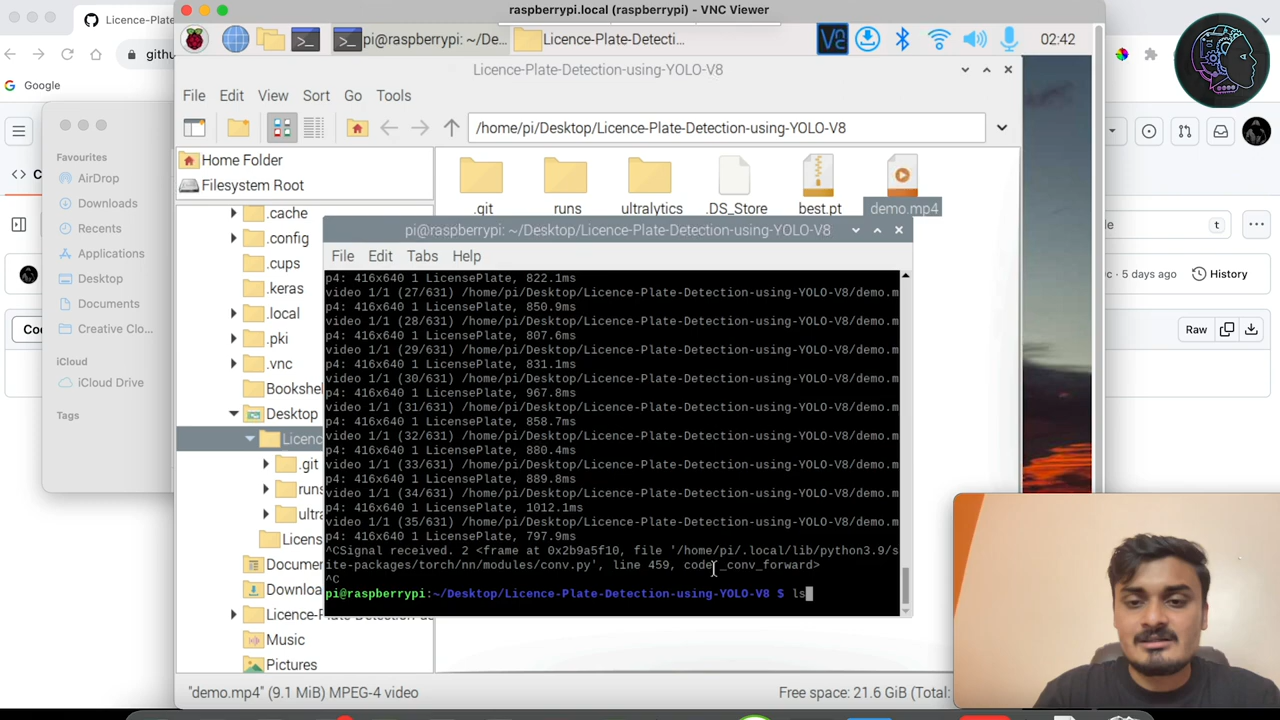 raspberrypi.local (raspberrypi) - VNC Viewer
Licence-Plate
pi@raspberrypi: ~/De...
Licence-Plate-Detecti...
02:42
githu
Licence-Plate-Detection-using-YOLO-V8
Google
File Edit View Sort Go Tools
/home/pi/Desktop/Licence-Plate-Detection-using-YOLO-V8
Favourites
AirDrop
Downloads
Recents
Applications
Desktop
Documents
Creative Clo...
iCloud
iCloud Drive
Tags
Home Folder
Filesystem Root
.cache
.config
.cups
.keras
.local
.pki
.vnc
Bookshel
Desktop
Licenc
.git
runs
ultra
Licens
Documen
Downloa
Licence-P
Music
Pictures
.git
runs
ultralytics
.DS_Store
best.pt
demo.mp4
pi@raspberrypi: ~/Desktop/Licence-Plate-Detection-using-YOLO-V8
File Edit Tabs Help
p4: 416x640 1 LicensePlate, 822.1ms
video 1/1 (27/631) /home/pi/Desktop/Licence-Plate-Detection-using-YOLO-V8/demo.m
p4: 416x640 1 LicensePlate, 850.9ms
video 1/1 (28/631) /home/pi/Desktop/Licence-Plate-Detection-using-YOLO-V8/demo.m
p4: 416x640 1 LicensePlate, 807.6ms
video 1/1 (29/631) /home/pi/Desktop/Licence-Plate-Detection-using-YOLO-V8/demo.m
p4: 416x640 1 LicensePlate, 831.1ms
video 1/1 (30/631) /home/pi/Desktop/Licence-Plate-Detection-using-YOLO-V8/demo.m
p4: 416x640 1 LicensePlate, 967.8ms
video 1/1 (31/631) /home/pi/Desktop/Licence-Plate-Detection-using-YOLO-V8/demo.m
p4: 416x640 1 LicensePlate, 858.7ms
video 1/1 (32/631) /home/pi/Desktop/Licence-Plate-Detection-using-YOLO-V8/demo.m
p4: 416x640 1 LicensePlate, 880.4ms
video 1/1 (33/631) /home/pi/Desktop/Licence-Plate-Detection-using-YOLO-V8/demo.m
p4: 416x640 1 LicensePlate, 889.8ms
video 1/1 (34/631) /home/pi/Desktop/Licence-Plate-Detection-using-YOLO-V8/demo.m
p4: 416x640 1 LicensePlate, 1012.1ms
video 1/1 (35/631) /home/pi/Desktop/Licence-Plate-Detection-using-YOLO-V8/demo.m
p4: 416x640 1 LicensePlate, 797.9ms
^CSignal received. 2 <frame at 0x2b9a5f10, file '/home/pi/.local/lib/python3.9/s
ite-packages/torch/nn/modules/conv.py', line 459, code _conv_forward>
^C
pi@raspberrypi:~/Desktop/Licence-Plate-Detection-using-YOLO-V8 $ ls
"demo.mp4" (9.1 MiB) MPEG-4 video
Free space: 21.6 GiB (Total:
le
t
c · 5 days ago
History
Raw
C
Coc